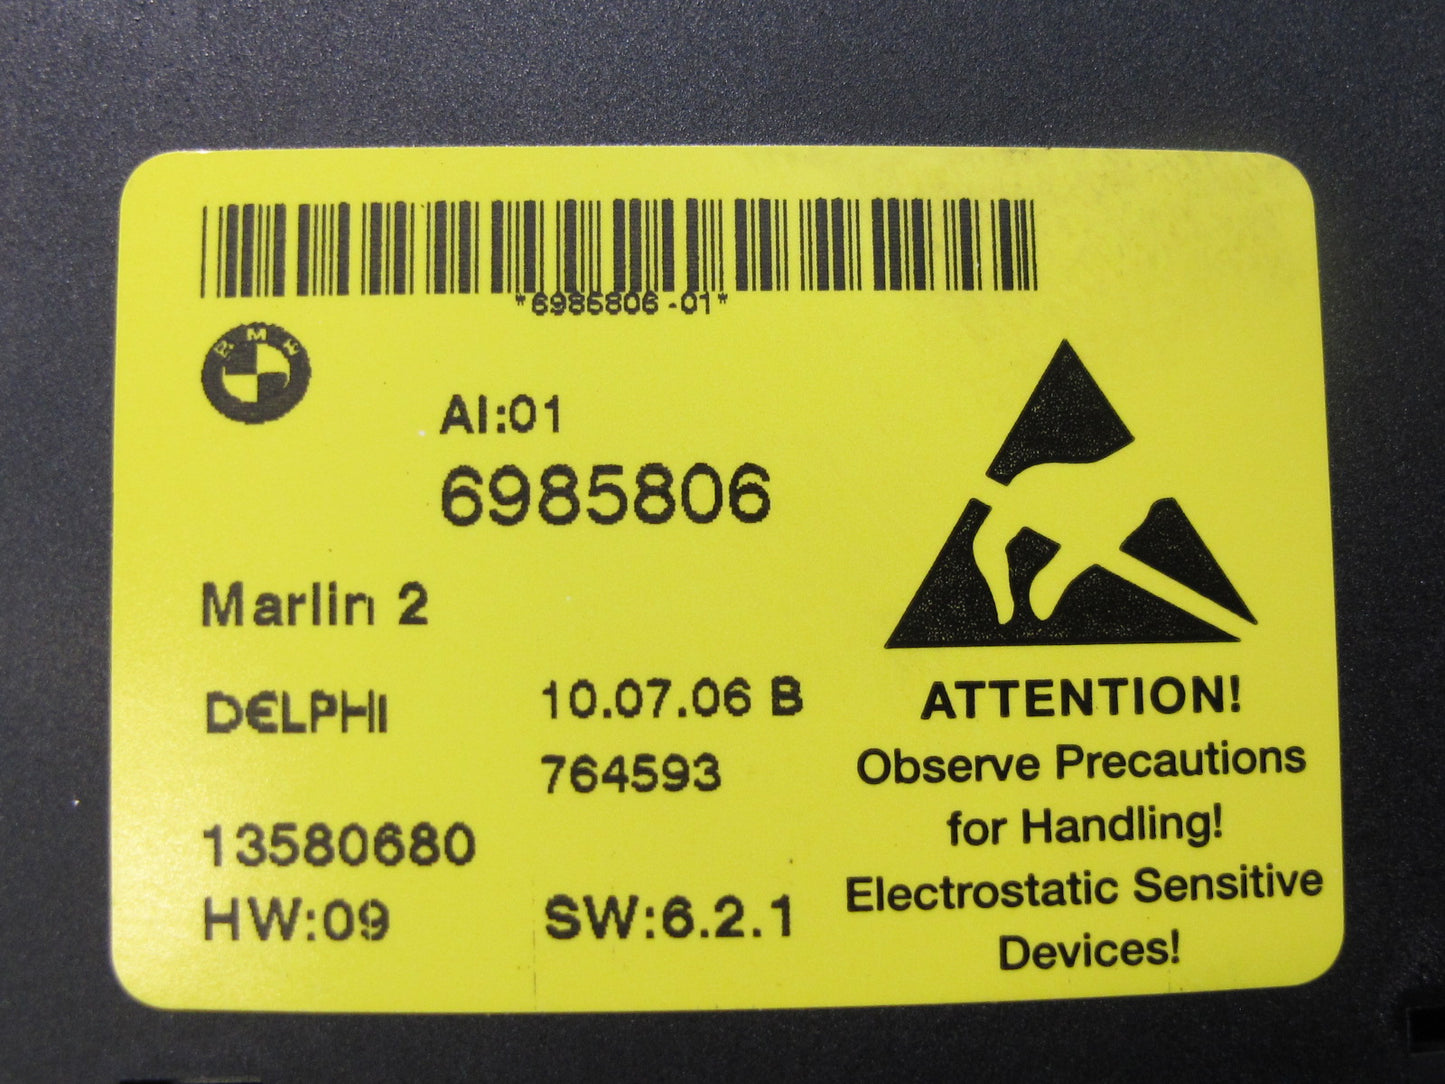 *6985806-01*
BMW
AI:01
6985806
Marlin 2
DELPHI
10.07.06 B
764593
13580680
HW:09
SW:6.2.1
ATTENTION!
Observe Precautions
for Handling!
Electrostatic Sensitive
Devices!